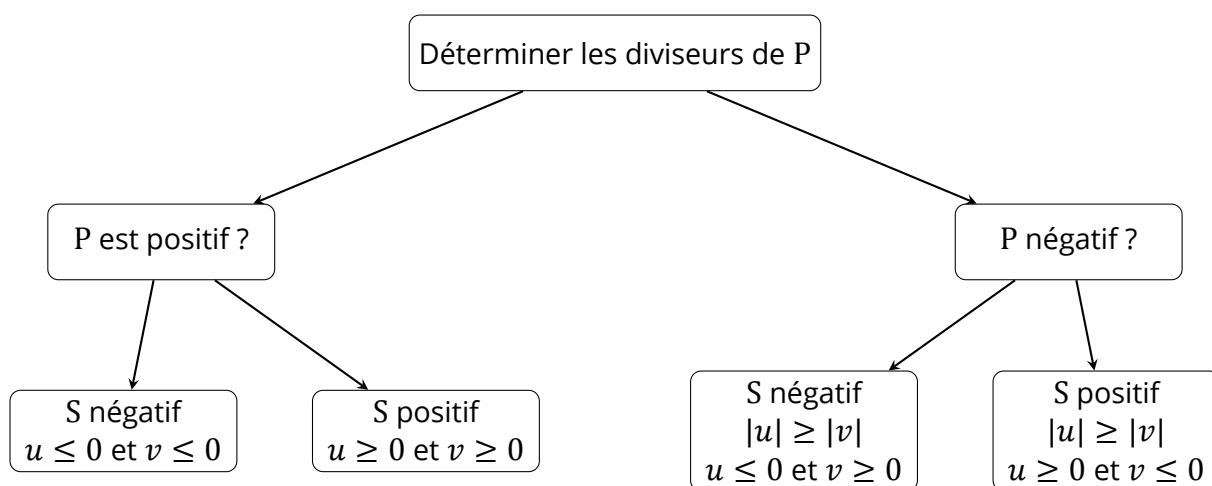 Déterminer les diviseurs de P
P est positif ?
P négatif ?
S négatif
u ≤ 0 et v ≤ 0
S positif
u ≥ 0 et v ≥ 0
S négatif
|u| ≥ |v|
u ≤ 0 et v ≥ 0
S positif
|u| ≥ |v|
u ≥ 0 et v ≤ 0